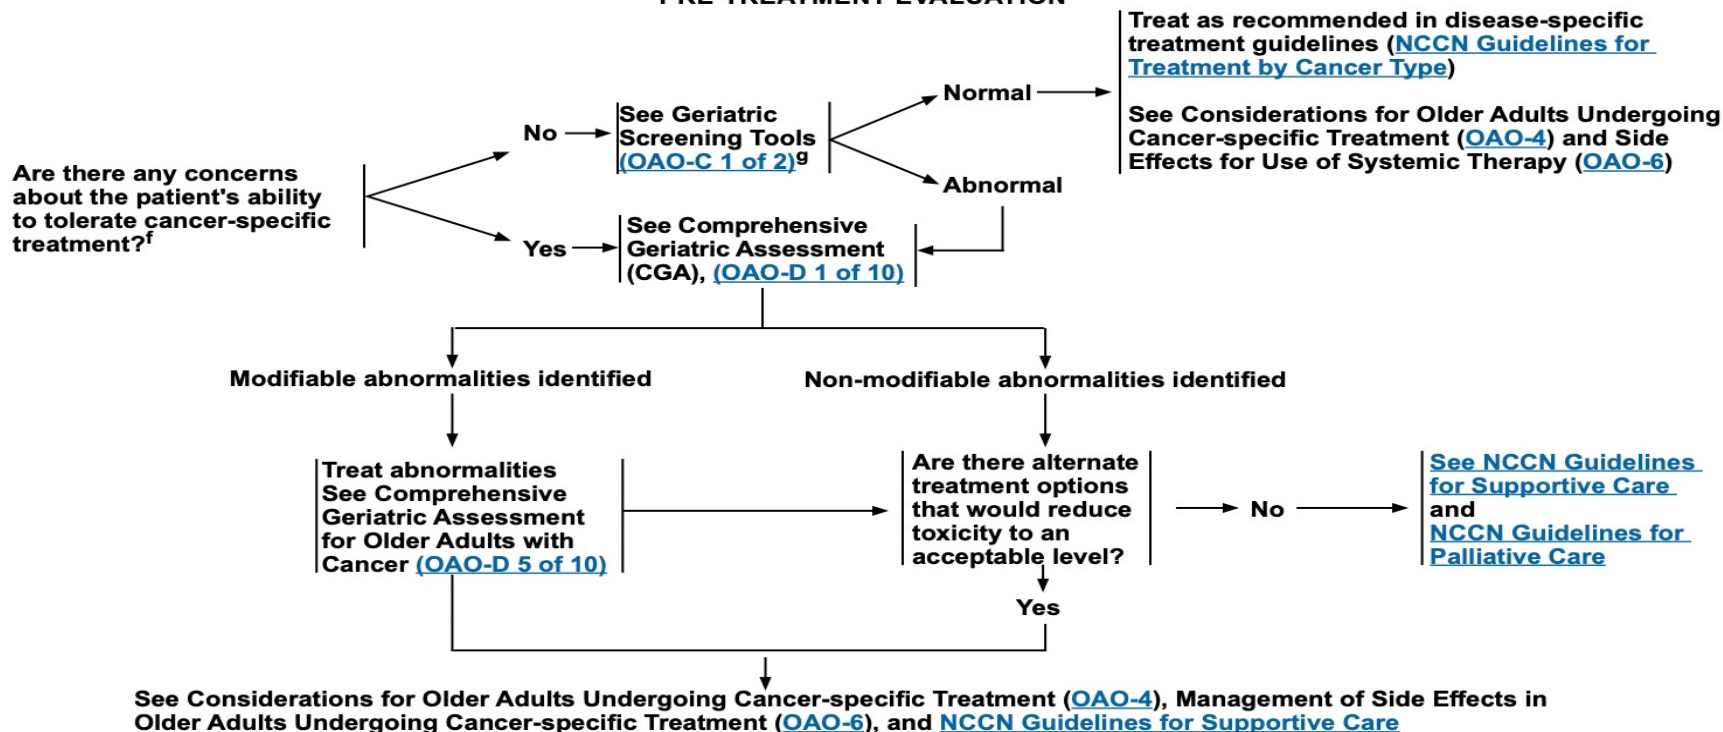 PRE-TREATMENT EVALUATION
Treat as recommended in disease-specific
treatment guidelines (NCCN Guidelines for
Treatment by Cancer Type)
See Considerations for Older Adults Undergoing
Cancer-specific Treatment (OAO-4) and Side
Effects for Use of Systemic Therapy (OAO-6)
Normal
No
See Geriatric
Screening Tools
(OAO-C 1 of 2)g
Abnormal
Are there any concerns
about the patient's ability
to tolerate cancer-specific
treatment?f
Yes
See Comprehensive
Geriatric Assessment
(CGA), (OAO-D 1 of 10)
Modifiable abnormalities identified
Non-modifiable abnormalities identified
Treat abnormalities
See Comprehensive
Geriatric Assessment
for Older Adults with
Cancer (OAO-D 5 of 10)
Are there alternate
treatment options
that would reduce
toxicity to an
acceptable level?
No
See NCCN Guidelines
for Supportive Care
and
NCCN Guidelines for
Palliative Care
Yes
See Considerations for Older Adults Undergoing Cancer-specific Treatment (OAO-4), Management of Side Effects in
Older Adults Undergoing Cancer-specific Treatment (OAO-6), and NCCN Guidelines for Supportive Care